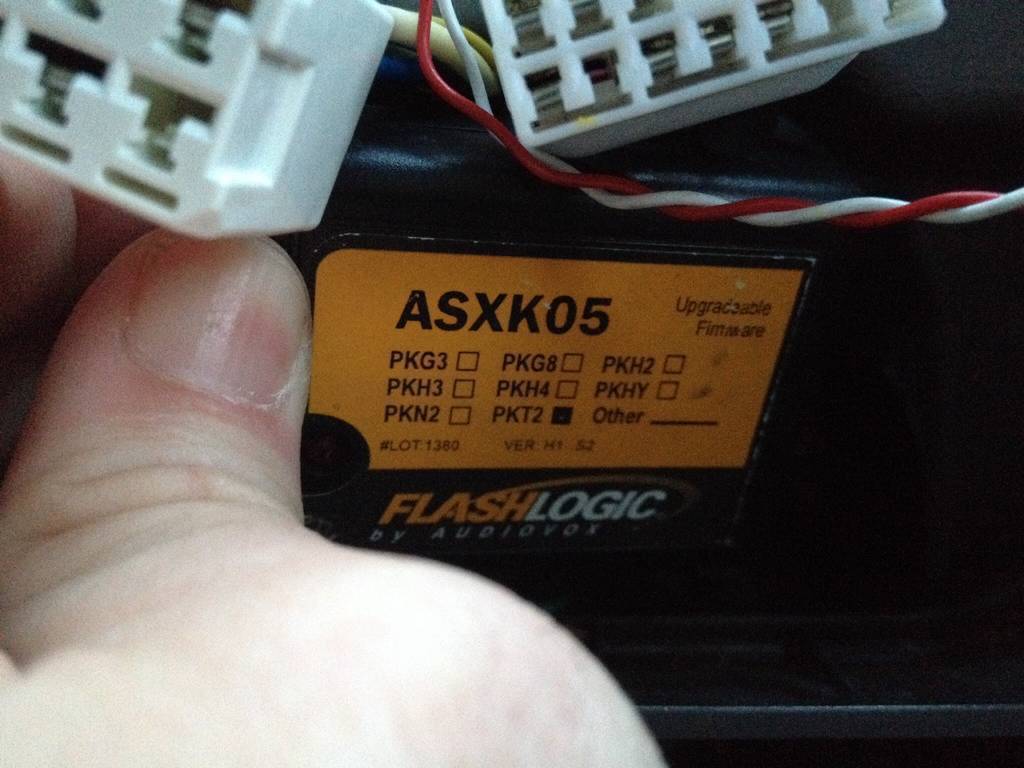 ASXK05
Upgradeable
Firmware
PKG3 PKG8 PKH2
PKH3 PKH4 PKHY
PKN2 PKT2 Other
#LOT:1380 VER: H1 S2
FLASHLOGIC
by AUDIOVOX